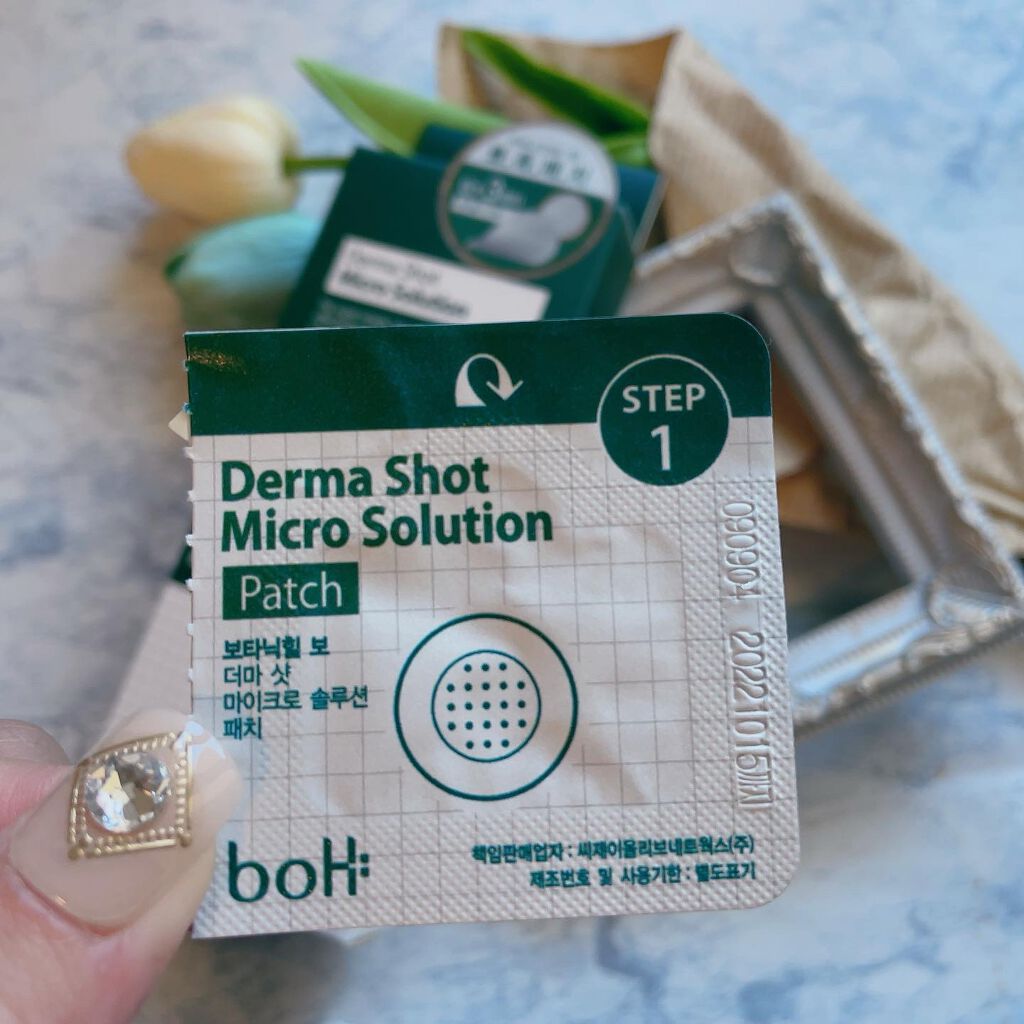 Derma Shot
Micro Solution
STEP
1
Derma Shot
Micro Solution
Patch
보타닉힐 보
더마 샷
마이크로 솔루션
패치
090904 20221015까지
boH
책임판매업자 : 씨제이올리브네트웍스(주)
제조번호 및 사용기한 : 별도표기